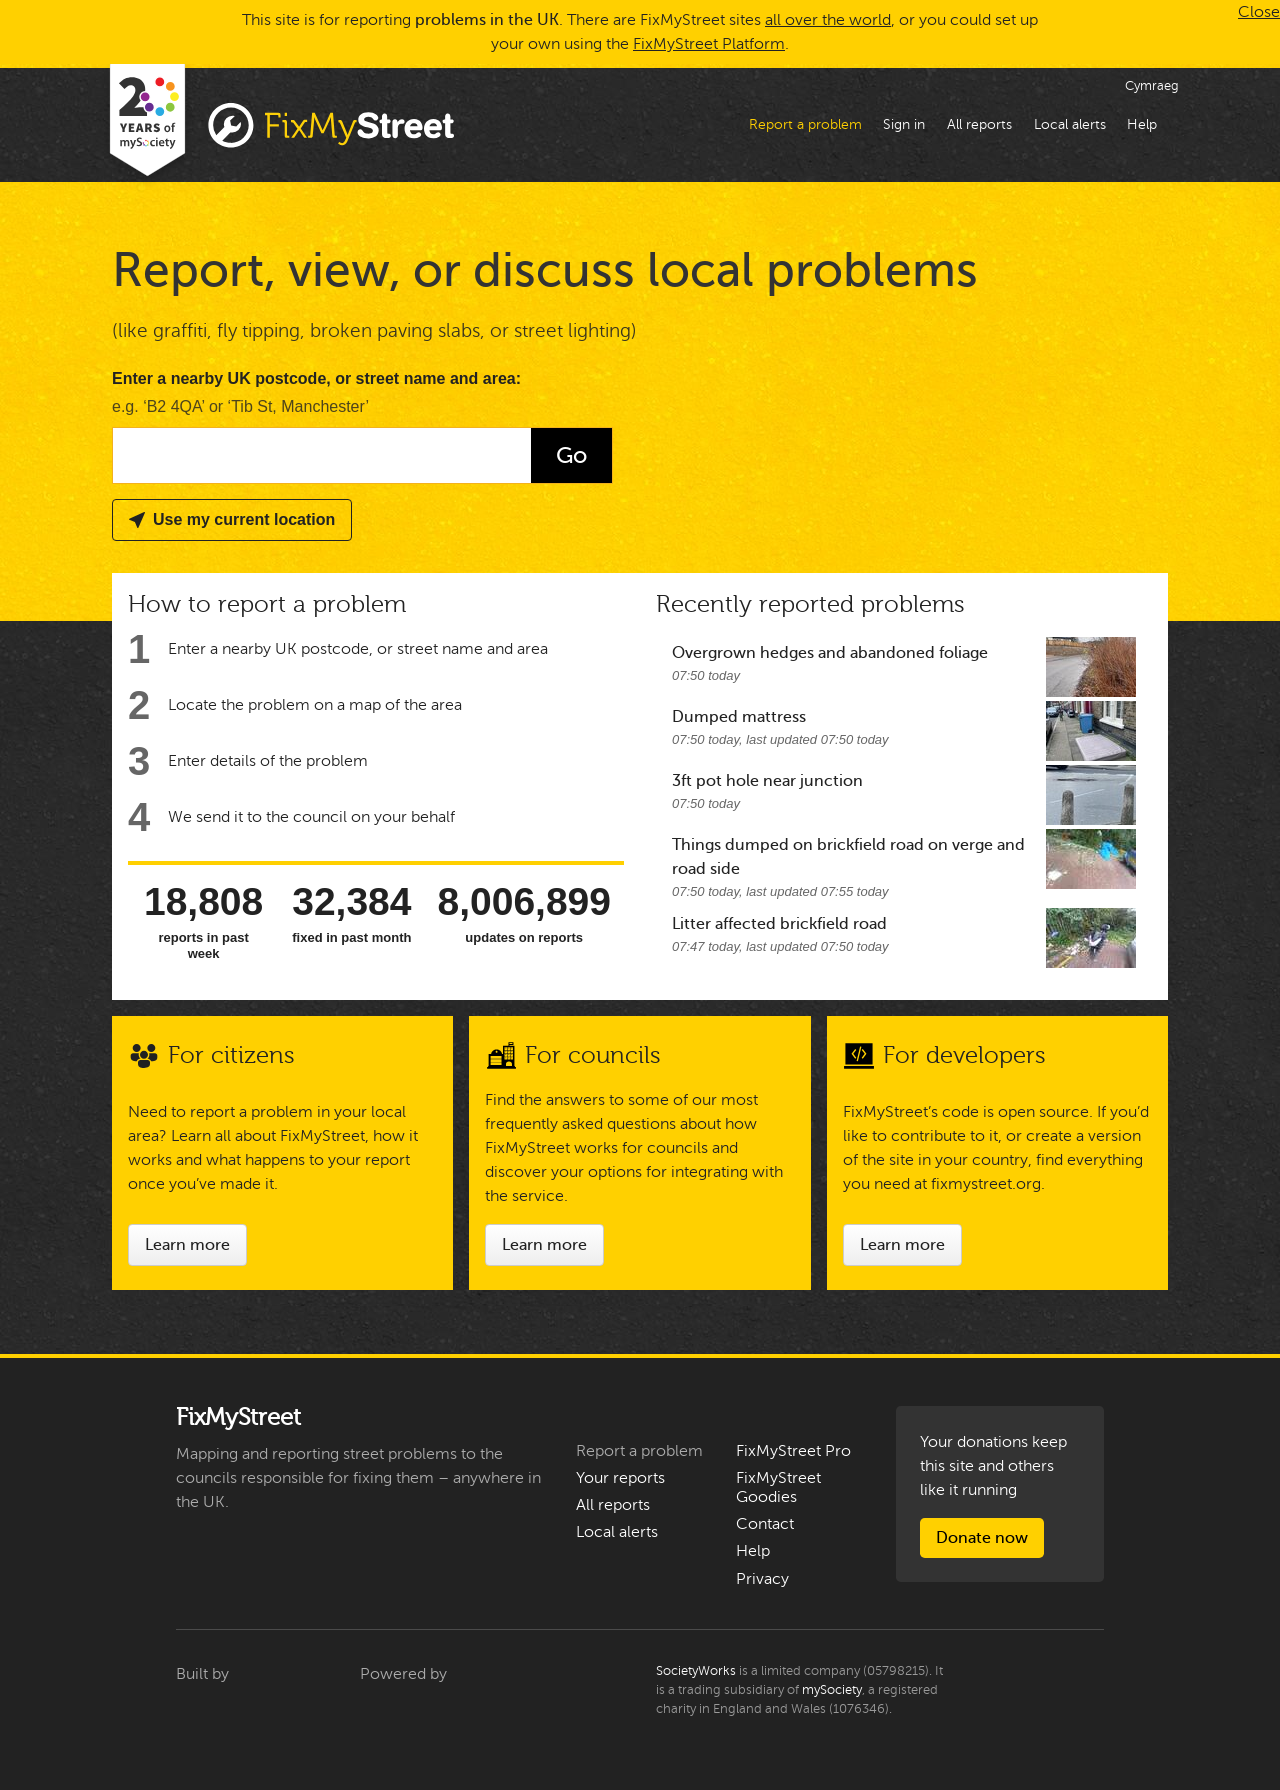 This site is for reporting problems in the UK. There are FixMyStreet sites all over the world, or you could set up
your own using the FixMyStreet Platform.
Close
20
YEARS of
mySociety
FixMyStreet
Cymraeg
Report a problem
Sign in
All reports
Local alerts
Help
Report, view, or discuss local problems
(like graffiti, fly tipping, broken paving slabs, or street lighting)
Enter a nearby UK postcode, or street name and area:
e.g. ‘B2 4QA’ or ‘Tib St, Manchester’
Go
Use my current location
How to report a problem
1 Enter a nearby UK postcode, or street name and area
2 Locate the problem on a map of the area
3 Enter details of the problem
4 We send it to the council on your behalf
18,808
reports in past
week
32,384
fixed in past month
8,006,899
updates on reports
Recently reported problems
Overgrown hedges and abandoned foliage
07:50 today
Dumped mattress
07:50 today, last updated 07:50 today
3ft pot hole near junction
07:50 today
Things dumped on brickfield road on verge and
road side
07:50 today, last updated 07:55 today
Litter affected brickfield road
07:47 today, last updated 07:50 today
For citizens
Need to report a problem in your local
area? Learn all about FixMyStreet, how it
works and what happens to your report
once you’ve made it.
Learn more
For councils
Find the answers to some of our most
frequently asked questions about how
FixMyStreet works for councils and
discover your options for integrating with
the service.
Learn more
For developers
FixMyStreet’s code is open source. If you’d
like to contribute to it, or create a version
of the site in your country, find everything
you need at fixmystreet.org.
Learn more
FixMyStreet
Mapping and reporting street problems to the
councils responsible for fixing them – anywhere in
the UK.
Report a problem
Your reports
All reports
Local alerts
FixMyStreet Pro
FixMyStreet
Goodies
Contact
Help
Privacy
Your donations keep
this site and others
like it running
Donate now
Built by
Powered by
SocietyWorks is a limited company (05798215). It
is a trading subsidiary of mySociety, a registered
charity in England and Wales (1076346).